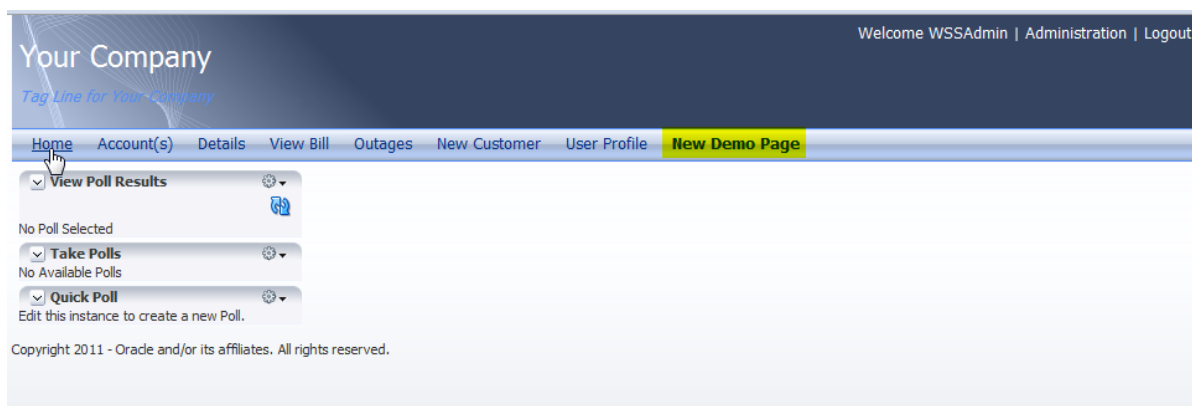 Welcome WSSAdmin | Administration | Logout
Your Company
Tag Line for Your Company
Home Account(s) Details View Bill Outages New Customer User Profile New Demo Page
View Poll Results
No Poll Selected
Take Polls
No Available Polls
Quick Poll
Edit this instance to create a new Poll.
Copyright 2011 - Oracle and/or its affiliates. All rights reserved.